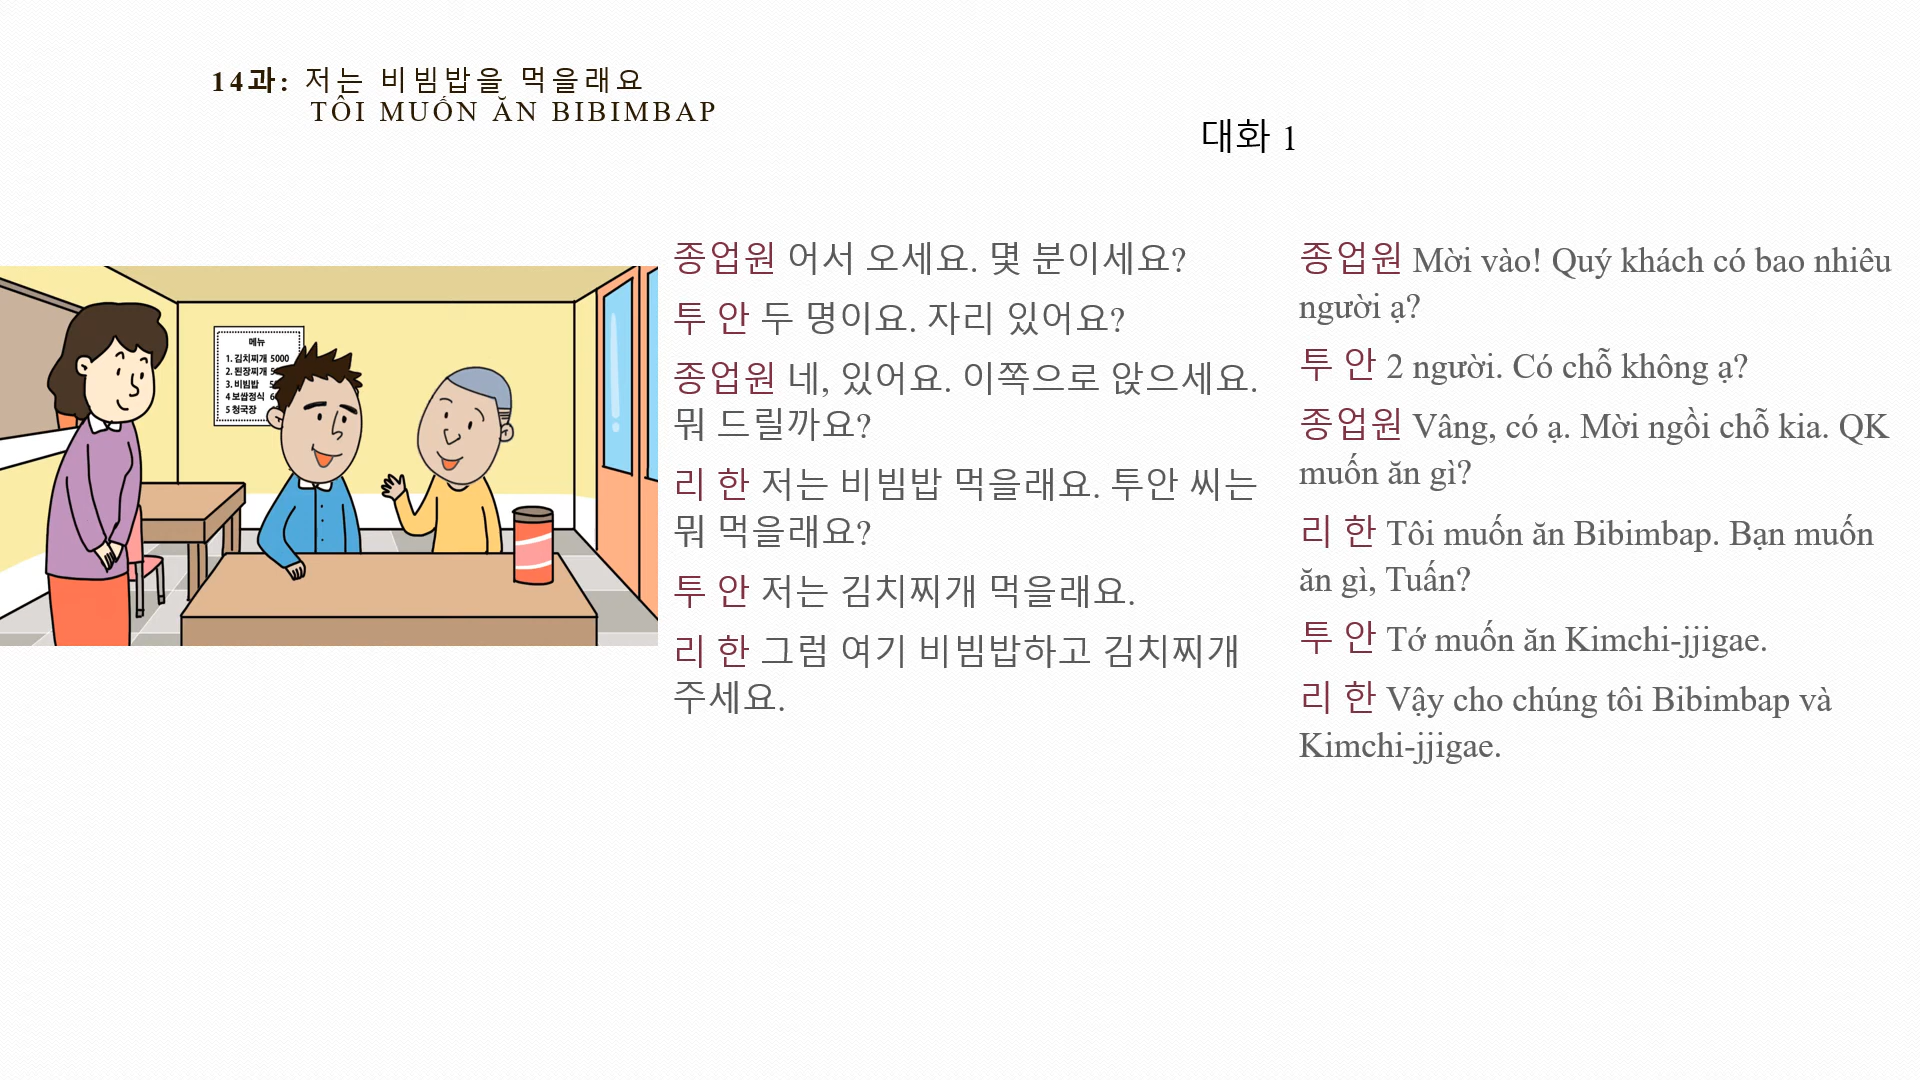 14과: 저는 비빔밥을 먹을래요
TÔI MUỐN ĂN BIBIMBAP
대화 1
메뉴
1. 김치찌개 5000
2. 된장찌개
3. 비빔밥
4 보쌈정식
5 청국장
종업원 어서 오세요. 몇 분이세요?
투 안 두 명이요. 자리 있어요?
종업원 네, 있어요. 이쪽으로 앉으세요.
뭐 드릴까요?
리 한 저는 비빔밥 먹을래요. 투안 씨는
뭐 먹을래요?
투 안 저는 김치찌개 먹을래요.
리 한 그럼 여기 비빔밥하고 김치찌개
주세요.
종업원 Mời vào! Quý khách có bao nhiêu
người ạ?
투 안 2 người. Có chỗ không ạ?
종업원 Vâng, có ạ. Mời ngồi chỗ kia. QK
muốn ăn gì?
리 한 Tôi muốn ăn Bibimbap. Bạn muốn
ăn gì, Tuấn?
투 안 Tớ muốn ăn Kimchi-jjigae.
리 한 Vậy cho chúng tôi Bibimbap và
Kimchi-jjigae.